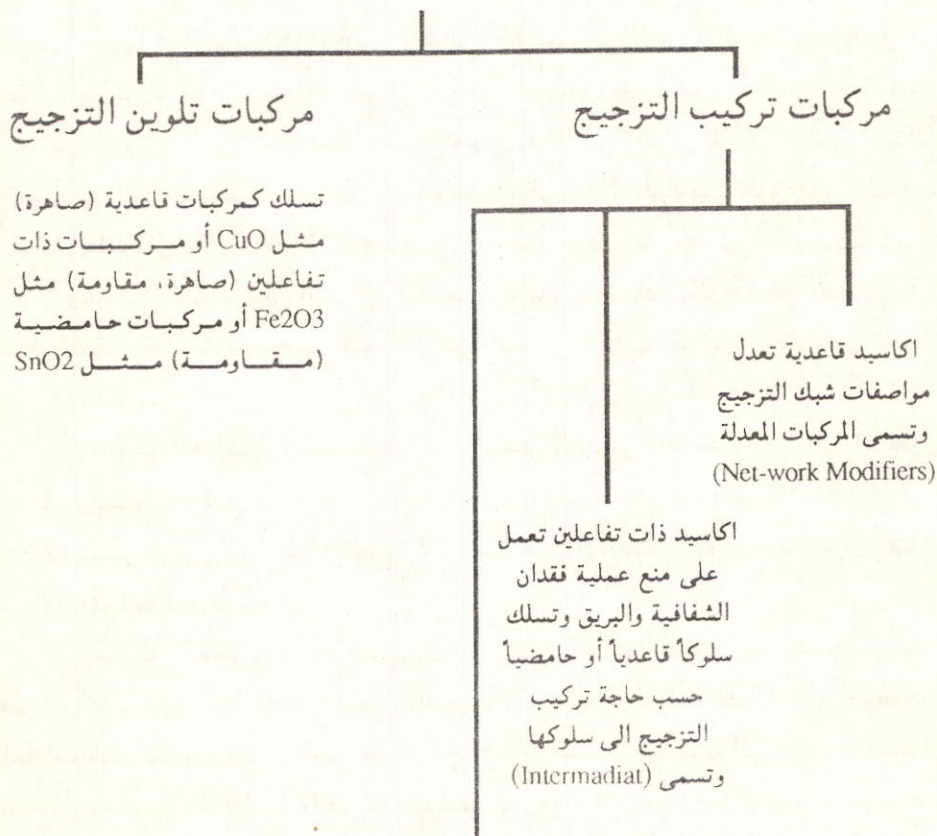 مركبات تركيب التزجيج
مركبات تلوين التزجيج
تسلك كمركبات قاعدية (صاهرة)
مثل CuO أو مركبات ذات
تفاعلين (صاهرة، مقاومة) مثل
Fe2O3 أو مركبات حامضية
(مقاومة) مثل SnO2
اكاسيد قاعدية تعدل
مواصفات شبك التزجيج
وتسمى المركبات المعدلة
(Net-work Modifiers)
اكاسيد ذات تفاعلين تعمل
على منع عملية فقدان
الشفافية والبريق وتسلك
سلوكاً قاعدياً أو حامضياً
حسب حاجة تركيب
التزجيج الى سلوكها
وتسمى (Intermadiat)